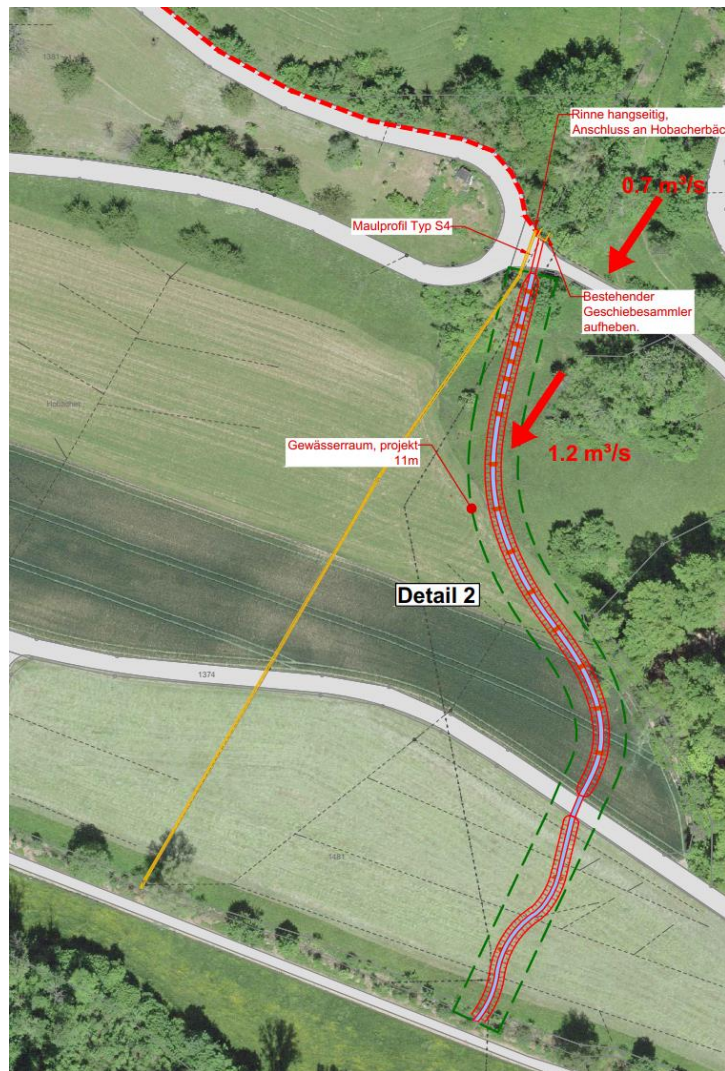 1381
Rinne hangseitig,
Anschluss an Hobacherbäc
0.7 m³/s
Maulprofil Typ S4
Bestehender
Geschiebesammler
aufheben.
Gewässerraum, projekt
11m
1.2 m³/s
Detail 2
1374
1481